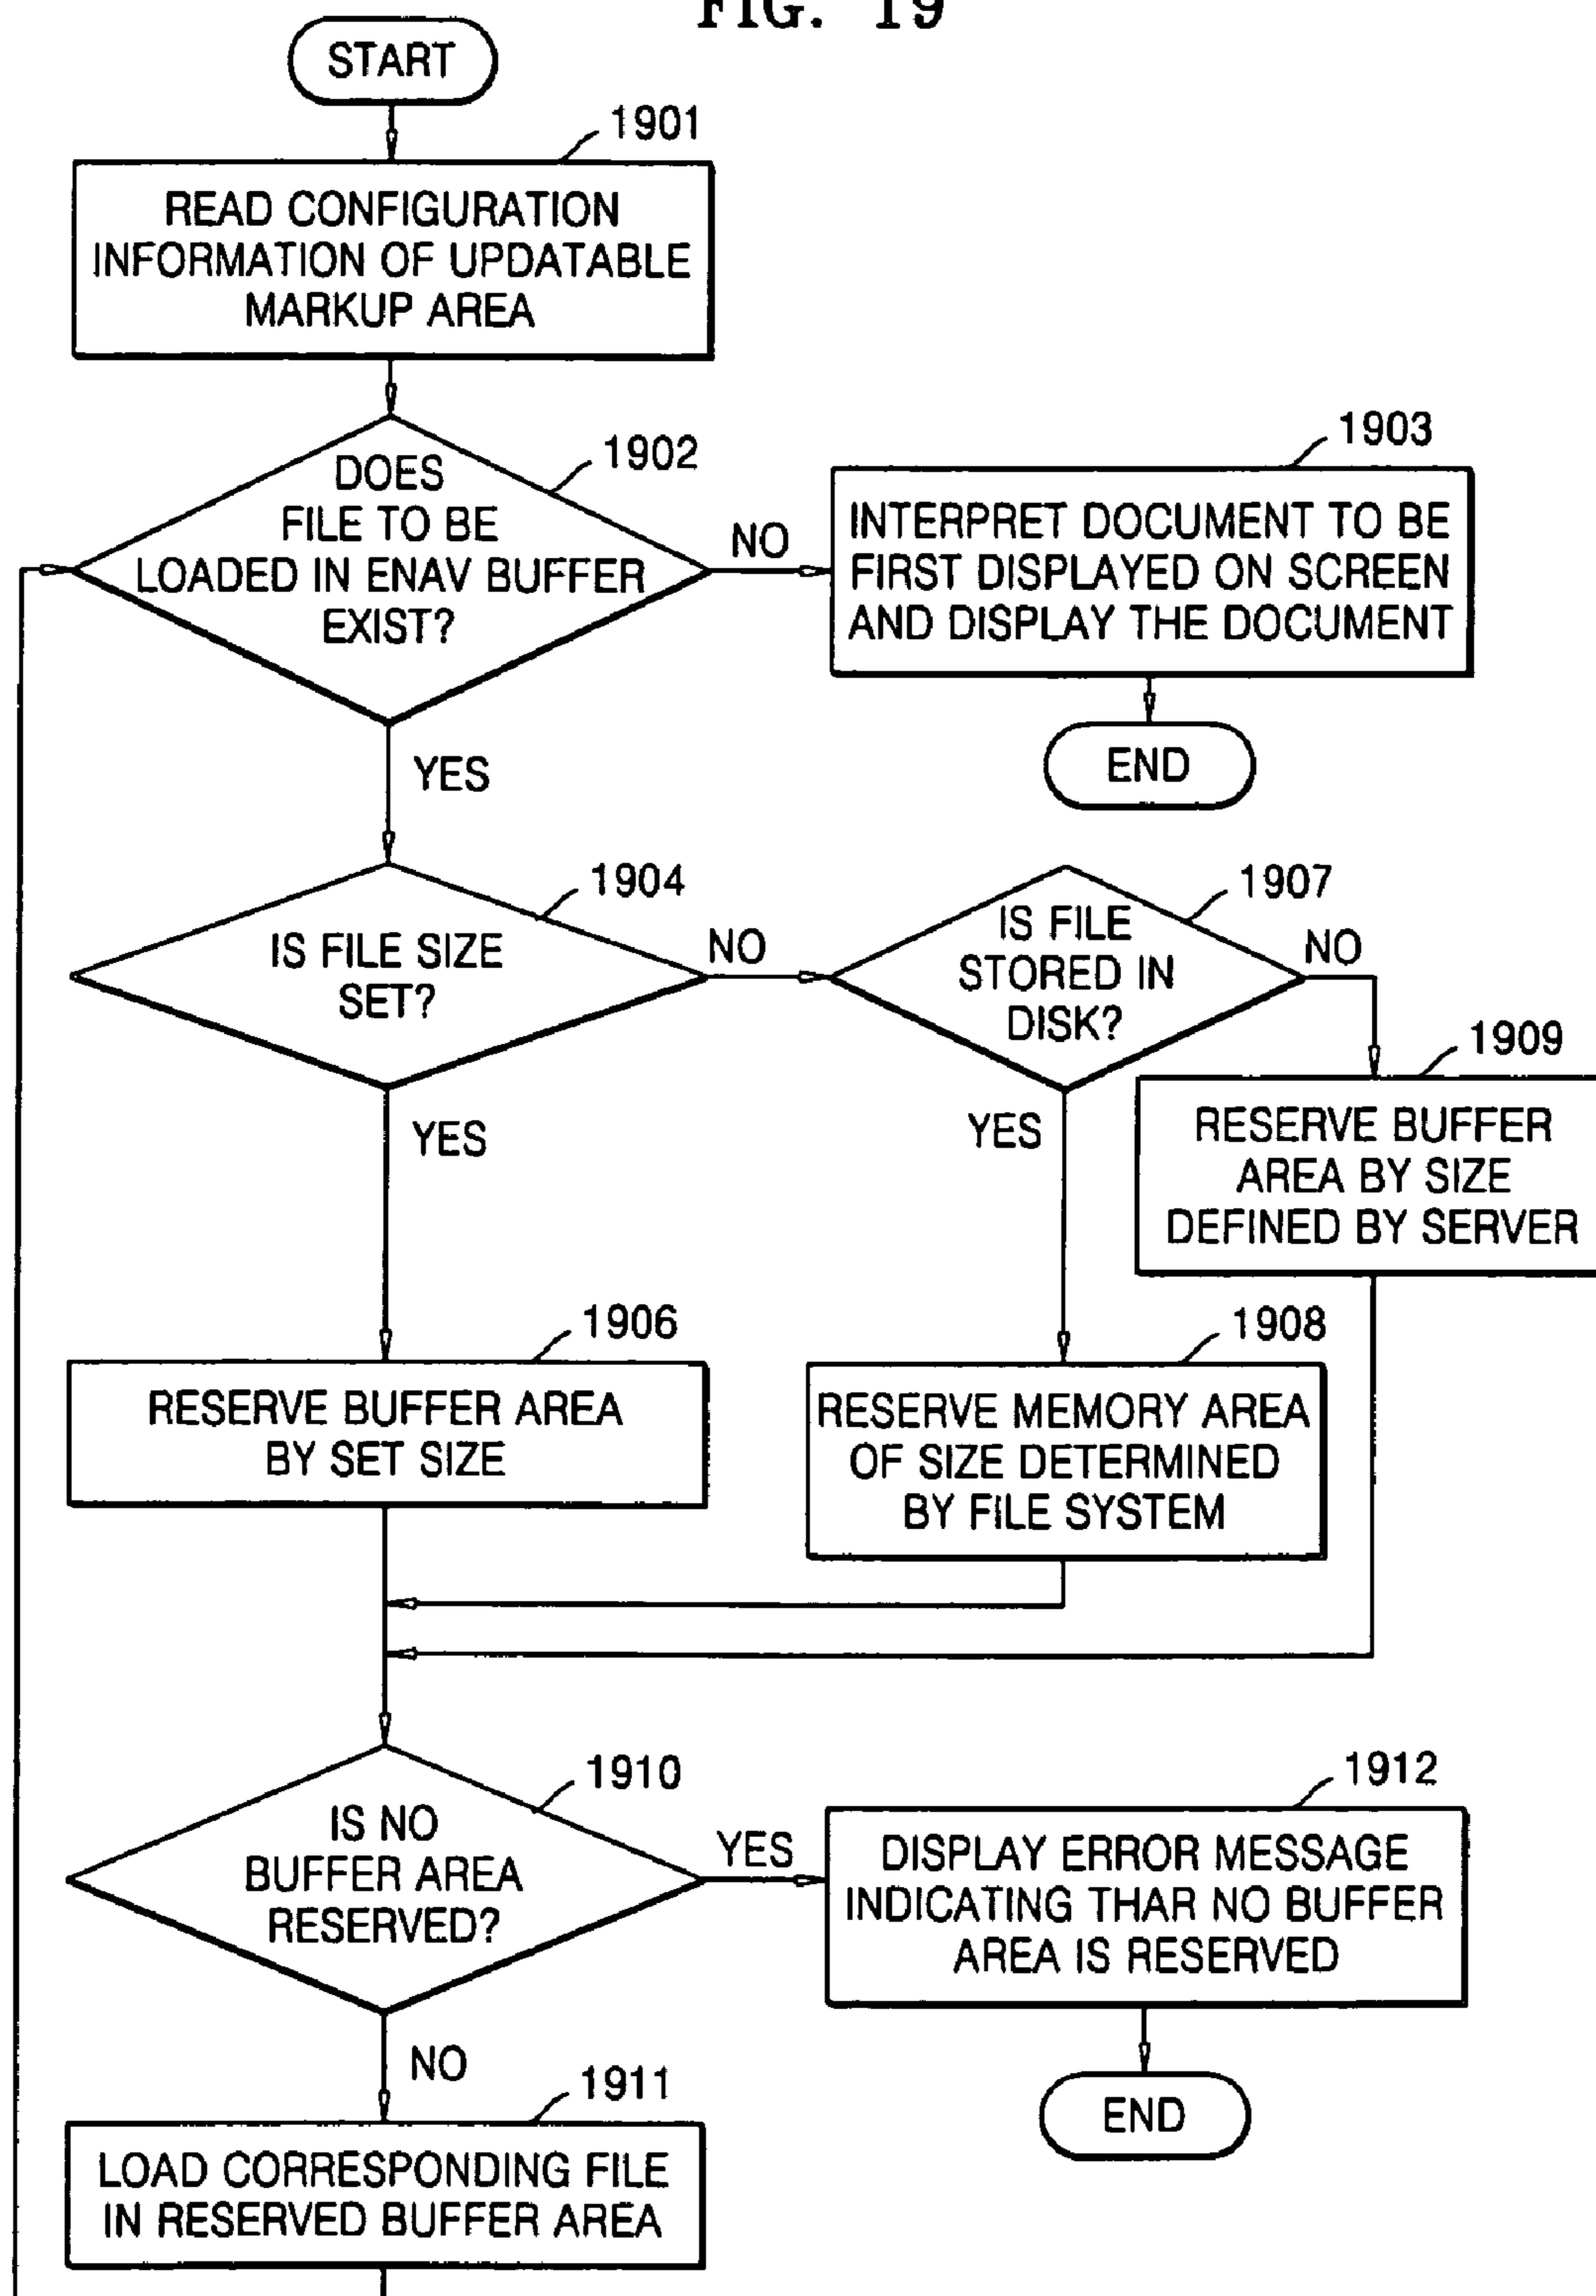 FIG. 19
START
1901
READ CONFIGURATION
INFORMATION OF UPDATABLE
MARKUP AREA
1902
DOES
FILE TO BE
LOADED IN ENAV BUFFER
EXIST?
NO
1903
INTERPRET DOCUMENT TO BE
FIRST DISPLAYED ON SCREEN
AND DISPLAY THE DOCUMENT
END
YES
1904
IS FILE SIZE
SET?
NO
1907
IS FILE
STORED IN
DISK?
NO
1909
RESERVE BUFFER
AREA BY SIZE
DEFINED BY SERVER
YES
YES
1906
RESERVE BUFFER AREA
BY SET SIZE
1908
RESERVE MEMORY AREA
OF SIZE DETERMINED
BY FILE SYSTEM
1910
IS NO
BUFFER AREA
RESERVED?
YES
1912
DISPLAY ERROR MESSAGE
INDICATING THAR NO BUFFER
AREA IS RESERVED
END
NO
1911
LOAD CORRESPONDING FILE
IN RESERVED BUFFER AREA